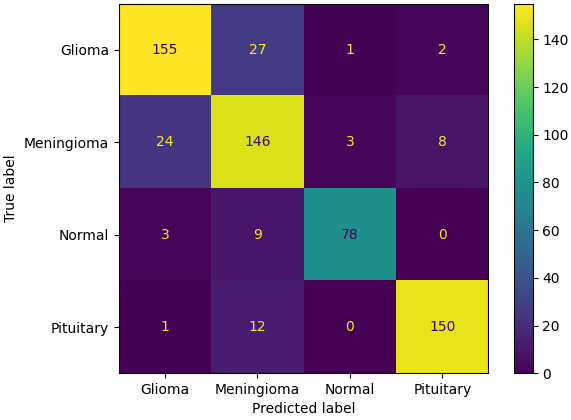 Glioma 155 27 1 2
Meningioma 24 146 3 8
Normal 3 9 78 0
Pituitary 1 12 0 150
Glioma Meningioma Normal Pituitary
Predicted label
True label
140
120
100
80
60
40
20
0